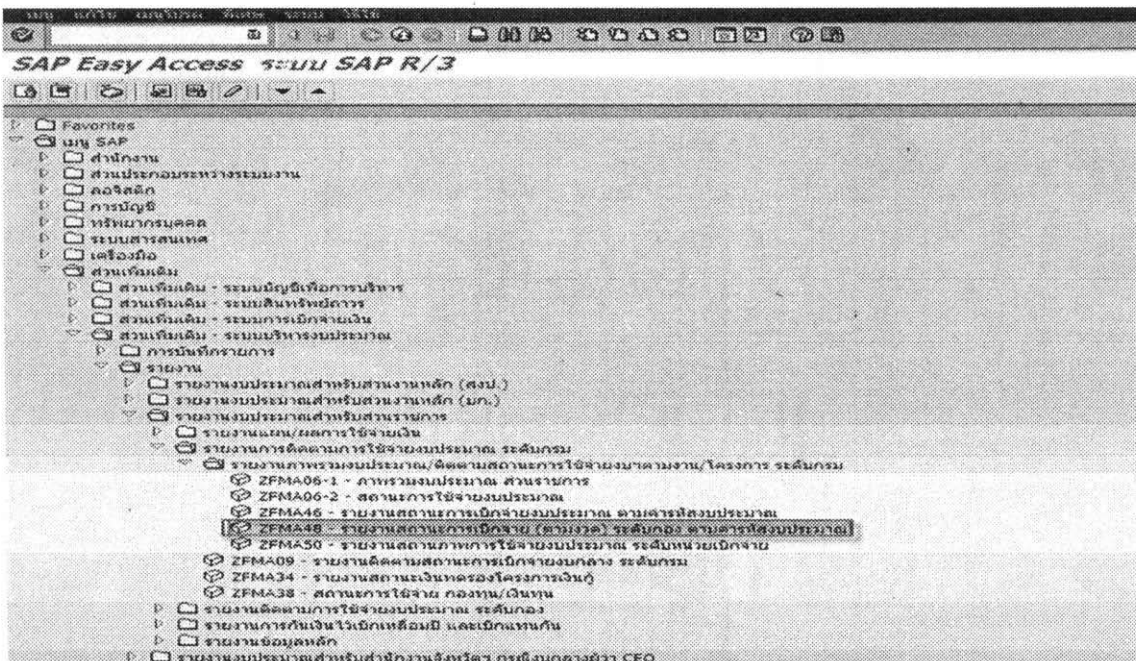 เมนู แก้ไข รายการโปรด พิเศษ ระบบ วิธีใช้
SAP Easy Access ระบบ SAP R/3
Favorites
เมนู SAP
สำนักงาน
ส่วนประกอบระหว่างระบบงาน
ลอจิสติก
การบัญชี
ทรัพยากรบุคคล
ระบบสารสนเทศ
เครื่องมือ
ส่วนเพิ่มเติม
ส่วนเพิ่มเติม - ระบบบัญชีเพื่อการบริหาร
ส่วนเพิ่มเติม - ระบบสินทรัพย์ถาวร
ส่วนเพิ่มเติม - ระบบการเบิกจ่ายเงิน
ส่วนเพิ่มเติม - ระบบบริหารงบประมาณ
การบันทึกรายการ
รายงาน
รายงานงบประมาณสำหรับส่วนงานหลัก (สงป.)
รายงานงบประมาณสำหรับส่วนงานหลัก (บก.)
รายงานงบประมาณสำหรับส่วนราชการ
รายงานแผน/ผลการใช้จ่ายเงิน
รายงานการติดตามการใช้จ่ายงบประมาณ ระดับกรม
รายงานภาพรวมงบประมาณ/ติดตามสถานะการใช้จ่ายงบฯตามงาน/โครงการ ระดับกรม
ZFMA06-1 - ภาพรวมงบประมาณ ส่วนราชการ
ZFMA06-2 - สถานะการใช้จ่ายงบประมาณ
ZFMA46 - รายงานสถานะการเบิกจ่ายงบประมาณ ตามรหัสงบประมาณ
ZFMA48 - รายงานสถานะการเบิกจ่าย (ตามงวด) ระดับกอง ตามรหัสงบประมาณ
ZFMA50 - รายงานสถานภาพการใช้จ่ายงบประมาณ ระดับหน่วยเบิกจ่าย
ZFMA09 - รายงานติดตามสถานะการเบิกจ่ายงบกลาง ระดับกรม
ZFMA34 - รายงานสถานะเงินทดรองโครงการเงินกู้
ZFMA38 - สถานะการใช้จ่าย กองทุน/เงินทุน
รายงานติดตามการใช้จ่ายงบประมาณ ระดับกอง
รายงานการกันเงินไว้เบิกเหลื่อมปี และเบิกแทนกัน
รายงานข้อมูลหลัก
รายงานงบประมาณสำหรับสำนักงานจังหวัดฯ กรณีงบกลางผู้ว่า CEO